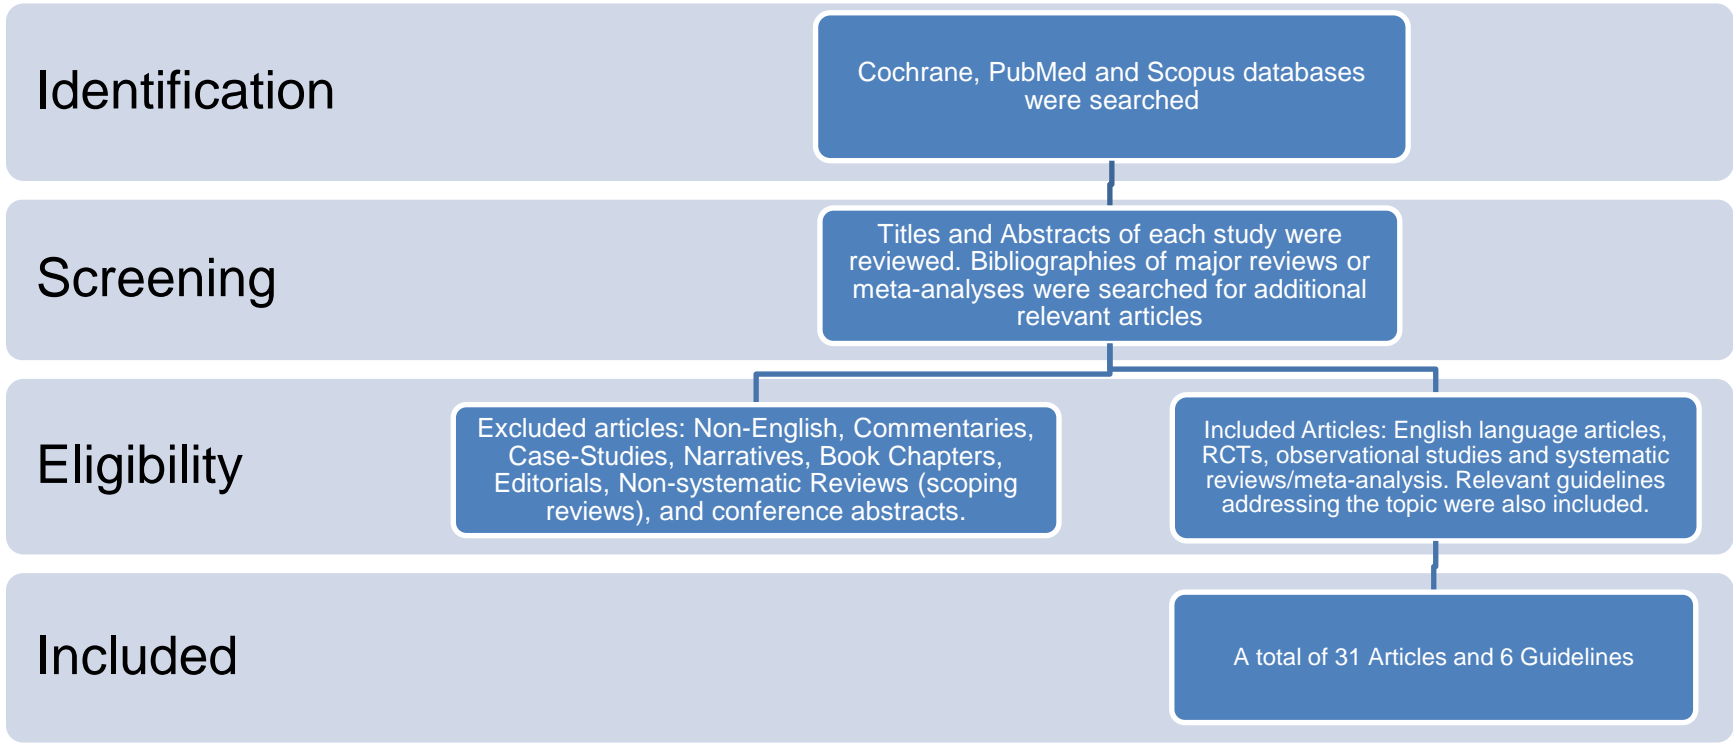 Identification
Cochrane, PubMed and Scopus databases
were searched
Screening
Titles and Abstracts of each study were
reviewed. Bibliographies of major reviews or
meta-analyses were searched for additional
relevant articles
Eligibility
Excluded articles: Non-English, Commentaries,
Case-Studies, Narratives, Book Chapters,
Editorials, Non-systematic Reviews (scoping
reviews), and conference abstracts.
Included Articles: English language articles,
RCTs, observational studies and systematic
reviews/meta-analysis. Relevant guidelines
addressing the topic were also included.
Included
A total of 31 Articles and 6 Guidelines